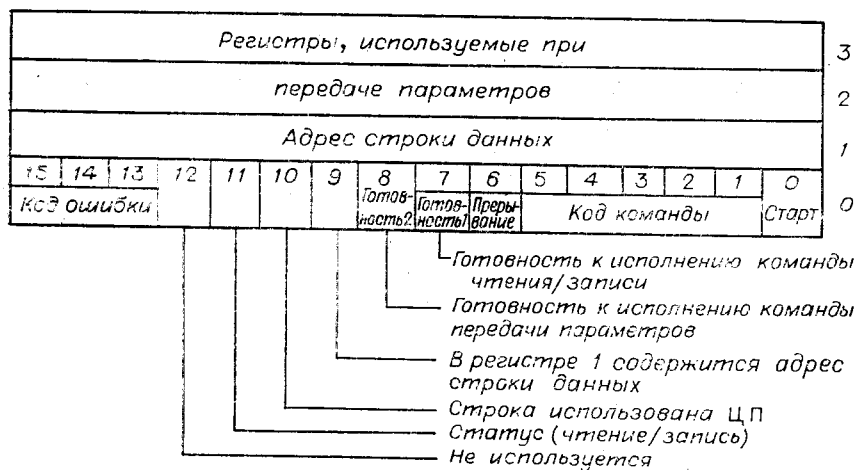 Регистры, используемые при
3
передаче параметров
2
Адрес строки данных
1
15 14 13 12 11 10 9 8 7 6 5 4 3 2 1 0
Код ошибки
Готов-
ность2
Готов-
ность1
Преры-
вание
Код команды
Старт
0
Готовность к исполнению команды
чтения/записи
Готовность к исполнению команды
передачи параметров
В регистре 1 содержится адрес
строки данных
Строка использована ЦП
Статус (чтение/запись)
Не используется